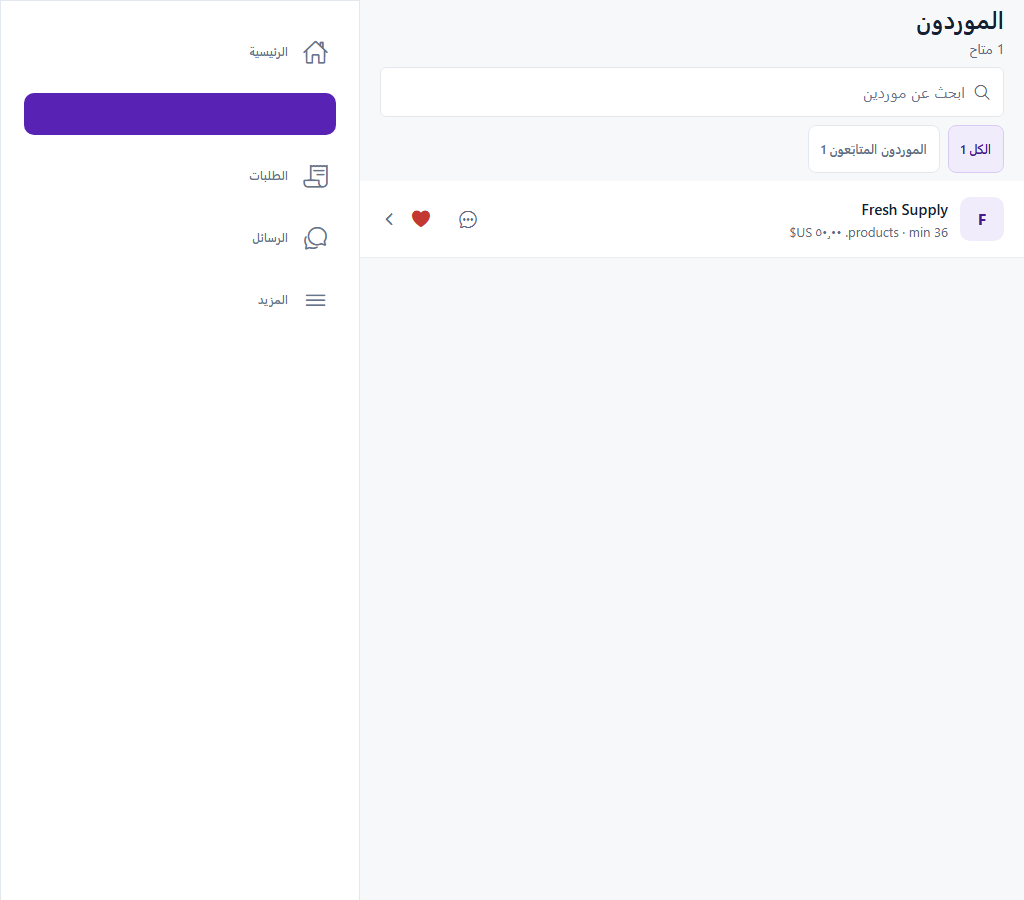 الموردون
1 متاح
ابحث عن موردين
الكل 1
الموردون المتابَعون 1
F
Fresh Supply
36 products · min. ٥٠٫٠٠ US$
الرئيسية
الطلبات
الرسائل
المزيد